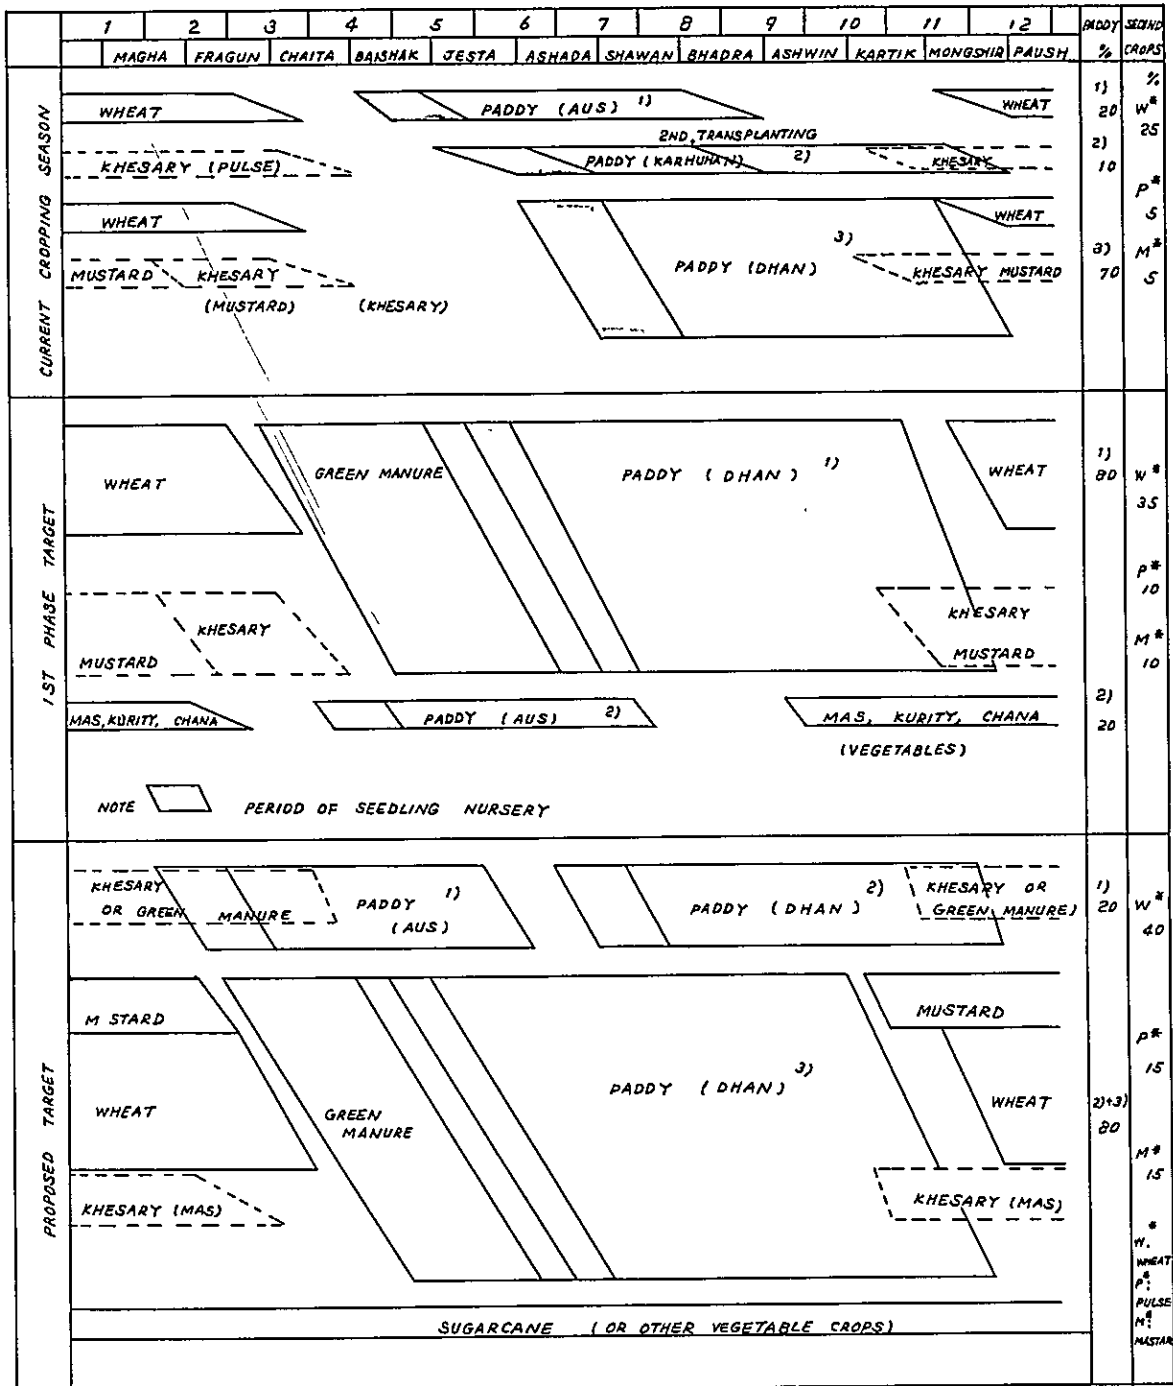 1 2 3 4 5 6 7 8 9 10 11 12 PADDY SECOND
MAGHA FRAGUN CHAITA BAISHAK JESTA ASHADA SHAWAN BHADRA ASHWIN KARTIK MONGSHIR PAUSH % CROPS
%
CURRENT CROPPING SEASON
WHEAT PADDY (AUS) 1) WHEAT 1) 20 W* 25
2ND, TRANSPLANTING
KHESARY (PULSE) PADDY (KARHUHAN) 2) KHESARY 2) 10
P* 5
WHEAT WHEAT
PADDY (DHAN) 3) 3) 70 M* 5
MUSTARD KHESARY KHESARY MUSTARD
(MUSTARD) (KHESARY)
1ST PHASE TARGET
WHEAT GREEN MANURE PADDY (DHAN) 1) WHEAT 1) 80 W* 35
P* 10
KHESARY KHESARY
MUSTARD MUSTARD M* 10
MAS, KURITY, CHANA PADDY (AUS) 2) MAS, KURITY, CHANA 2) 20
(VEGETABLES)
NOTE PERIOD OF SEEDLING NURSERY
PROPOSED TARGET
KHESARY PADDY 1) PADDY (DHAN) 2) KHESARY OR 1) 20 W* 40
OR GREEN MANURE (AUS) GREEN MANURE)
M STARD MUSTARD
P* 15
PADDY (DHAN) 3)
WHEAT GREEN WHEAT 2)+3) 80
MANURE
M* 15
KHESARY (MAS) KHESARY (MAS)
W.*
WHEAT
P*:
PULSE
M*:
MASTAR
SUGARCANE (OR OTHER VEGETABLE CROPS)